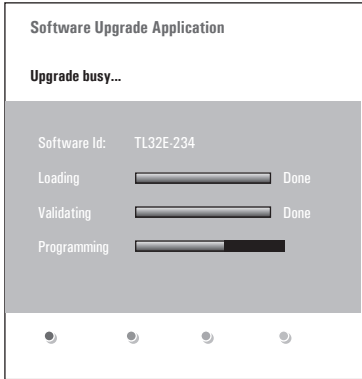 Software Upgrade Application
Upgrade busy...
Software Id: TL32E-234
Loading Done
Validating Done
Programming